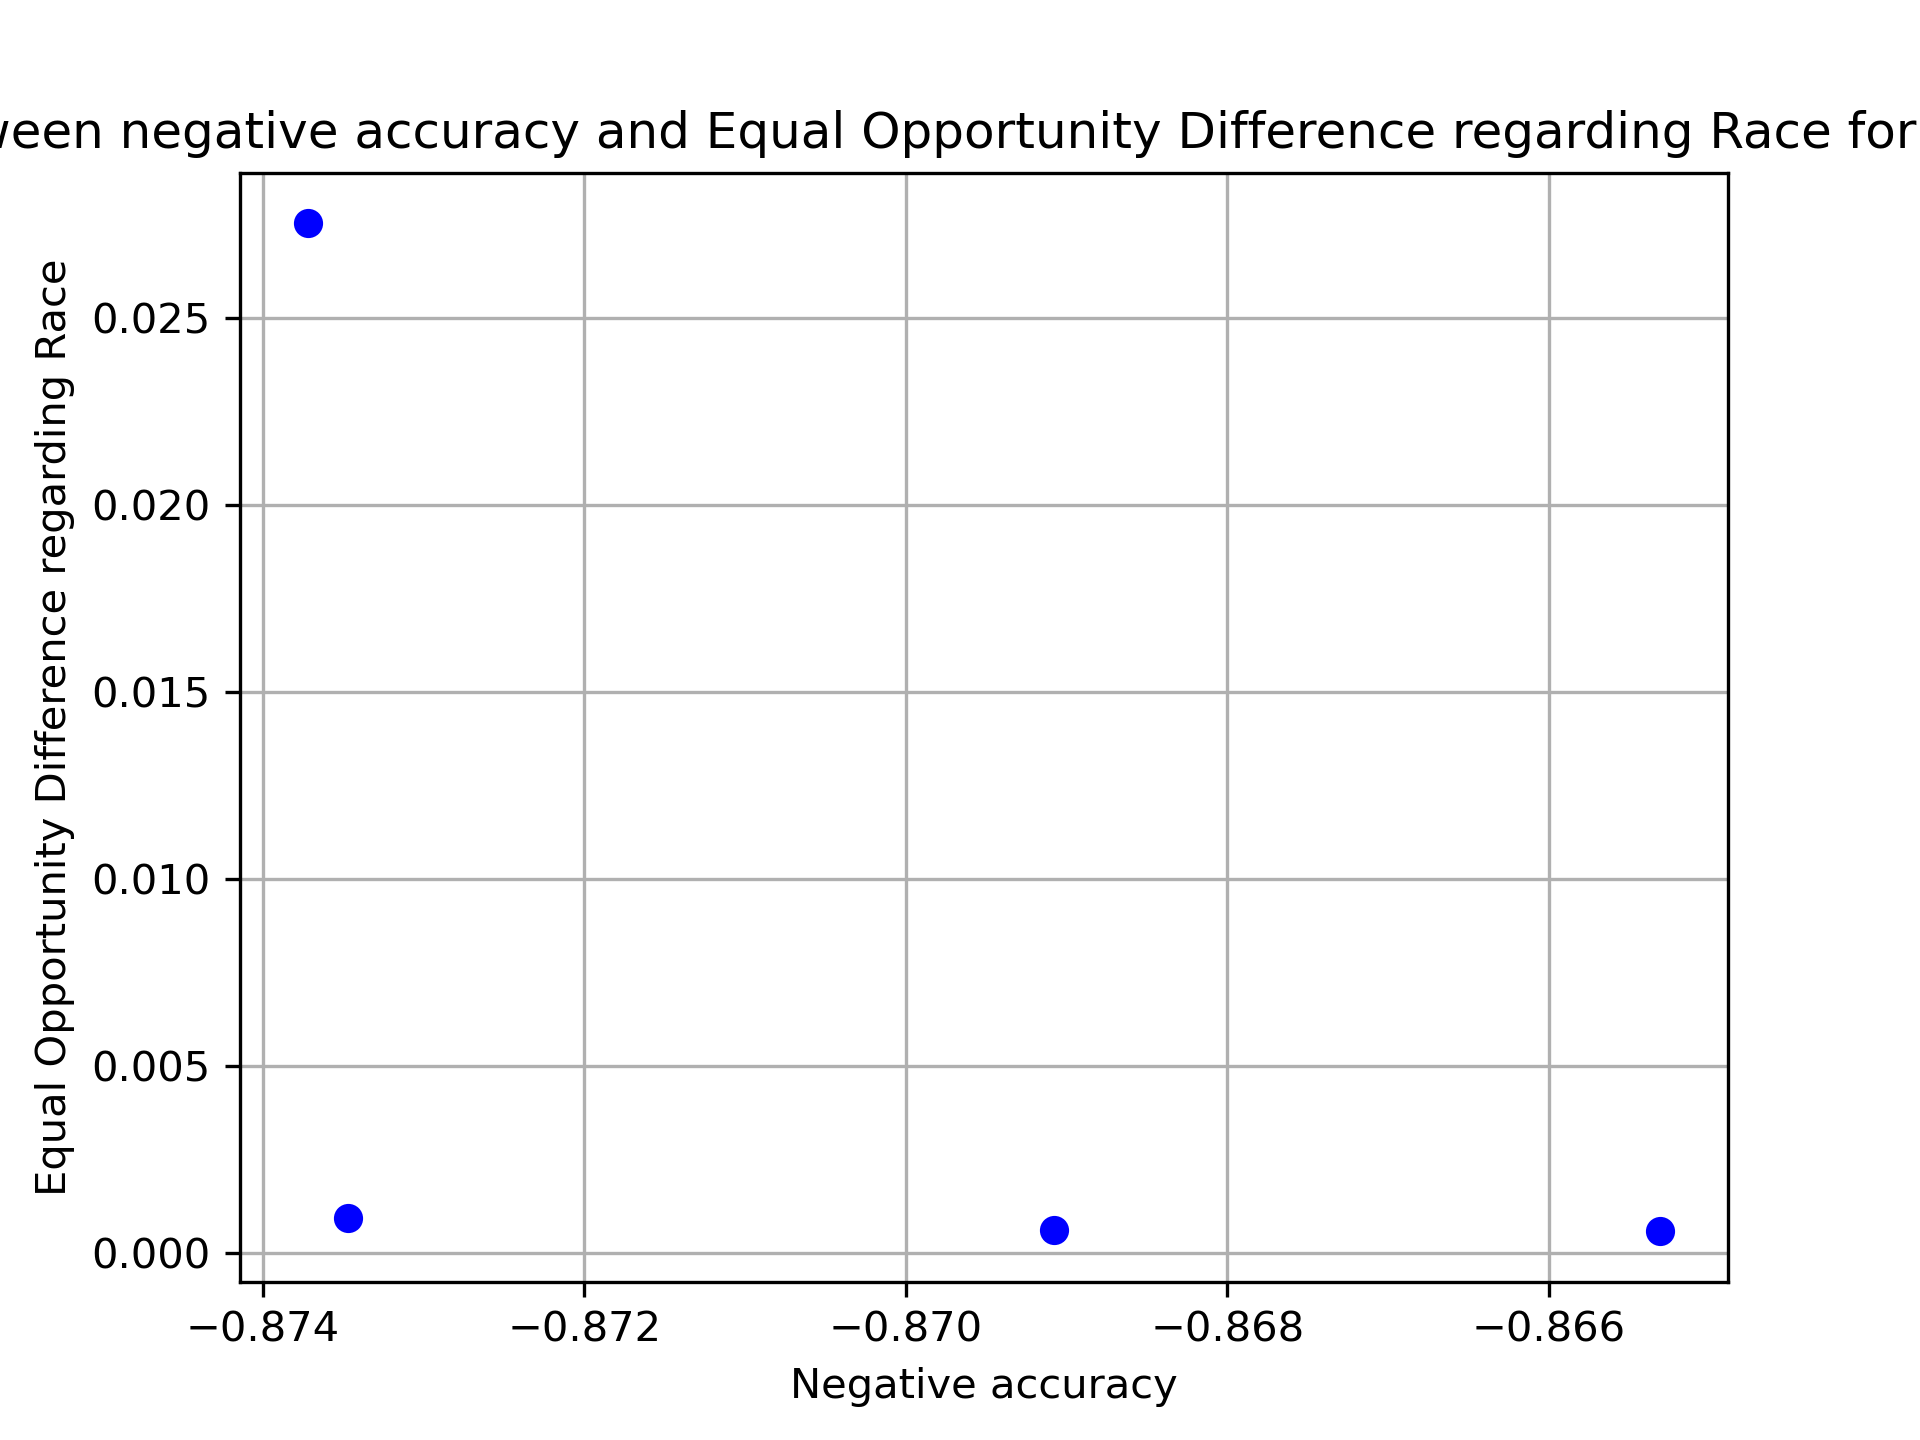 negative accuracy and Equal Opportunity Difference regarding Race for
Equal Opportunity Difference regarding Race
0.025
0.020
0.015
0.010
0.005
0.000
−0.874 −0.872 −0.870 −0.868 −0.866
Negative accuracy